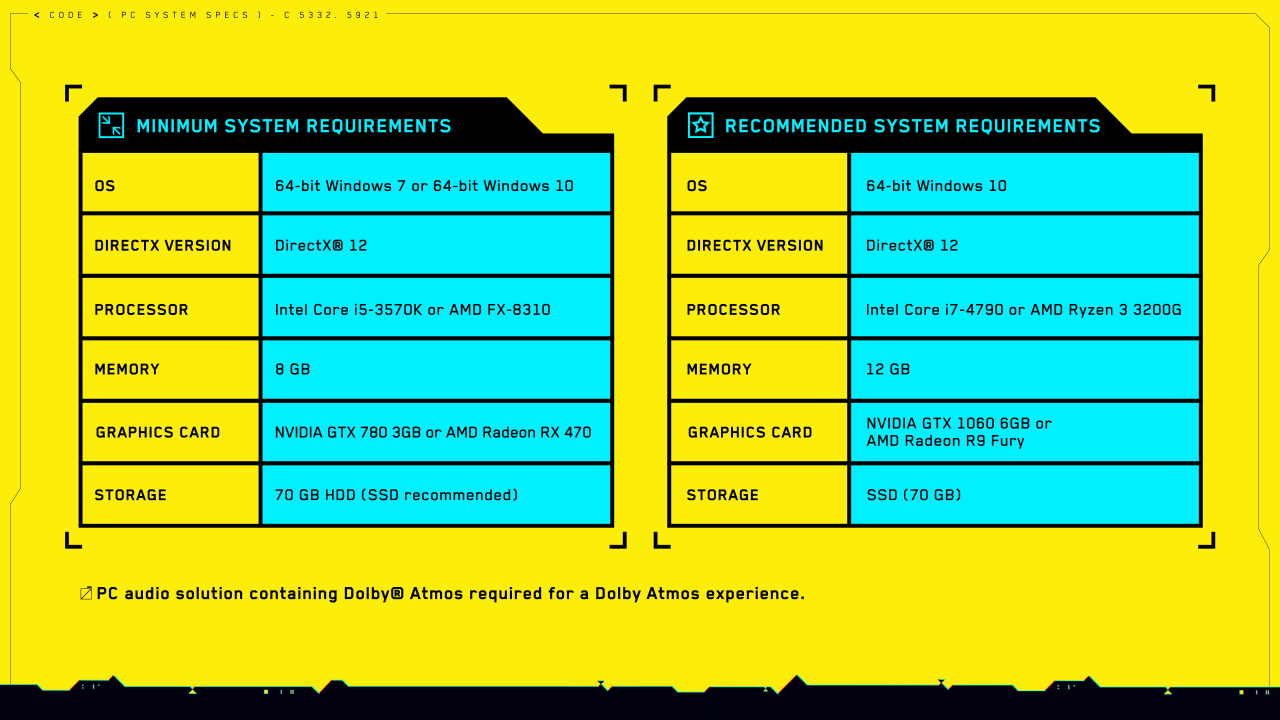 < CODE > ( PC SYSTEM SPECS ) - C 5332. 5921
MINIMUM SYSTEM REQUIREMENTS
OS
64-bit Windows 7 or 64-bit Windows 10
DIRECTX VERSION
DirectX® 12
PROCESSOR
Intel Core i5-3570K or AMD FX-8310
MEMORY
8 GB
GRAPHICS CARD
NVIDIA GTX 780 3GB or AMD Radeon RX 470
STORAGE
70 GB HDD (SSD recommended)
RECOMMENDED SYSTEM REQUIREMENTS
OS
64-bit Windows 10
DIRECTX VERSION
DirectX® 12
PROCESSOR
Intel Core i7-4790 or AMD Ryzen 3 3200G
MEMORY
12 GB
GRAPHICS CARD
NVIDIA GTX 1060 6GB or
AMD Radeon R9 Fury
STORAGE
SSD (70 GB)
PC audio solution containing Dolby® Atmos required for a Dolby Atmos experience.